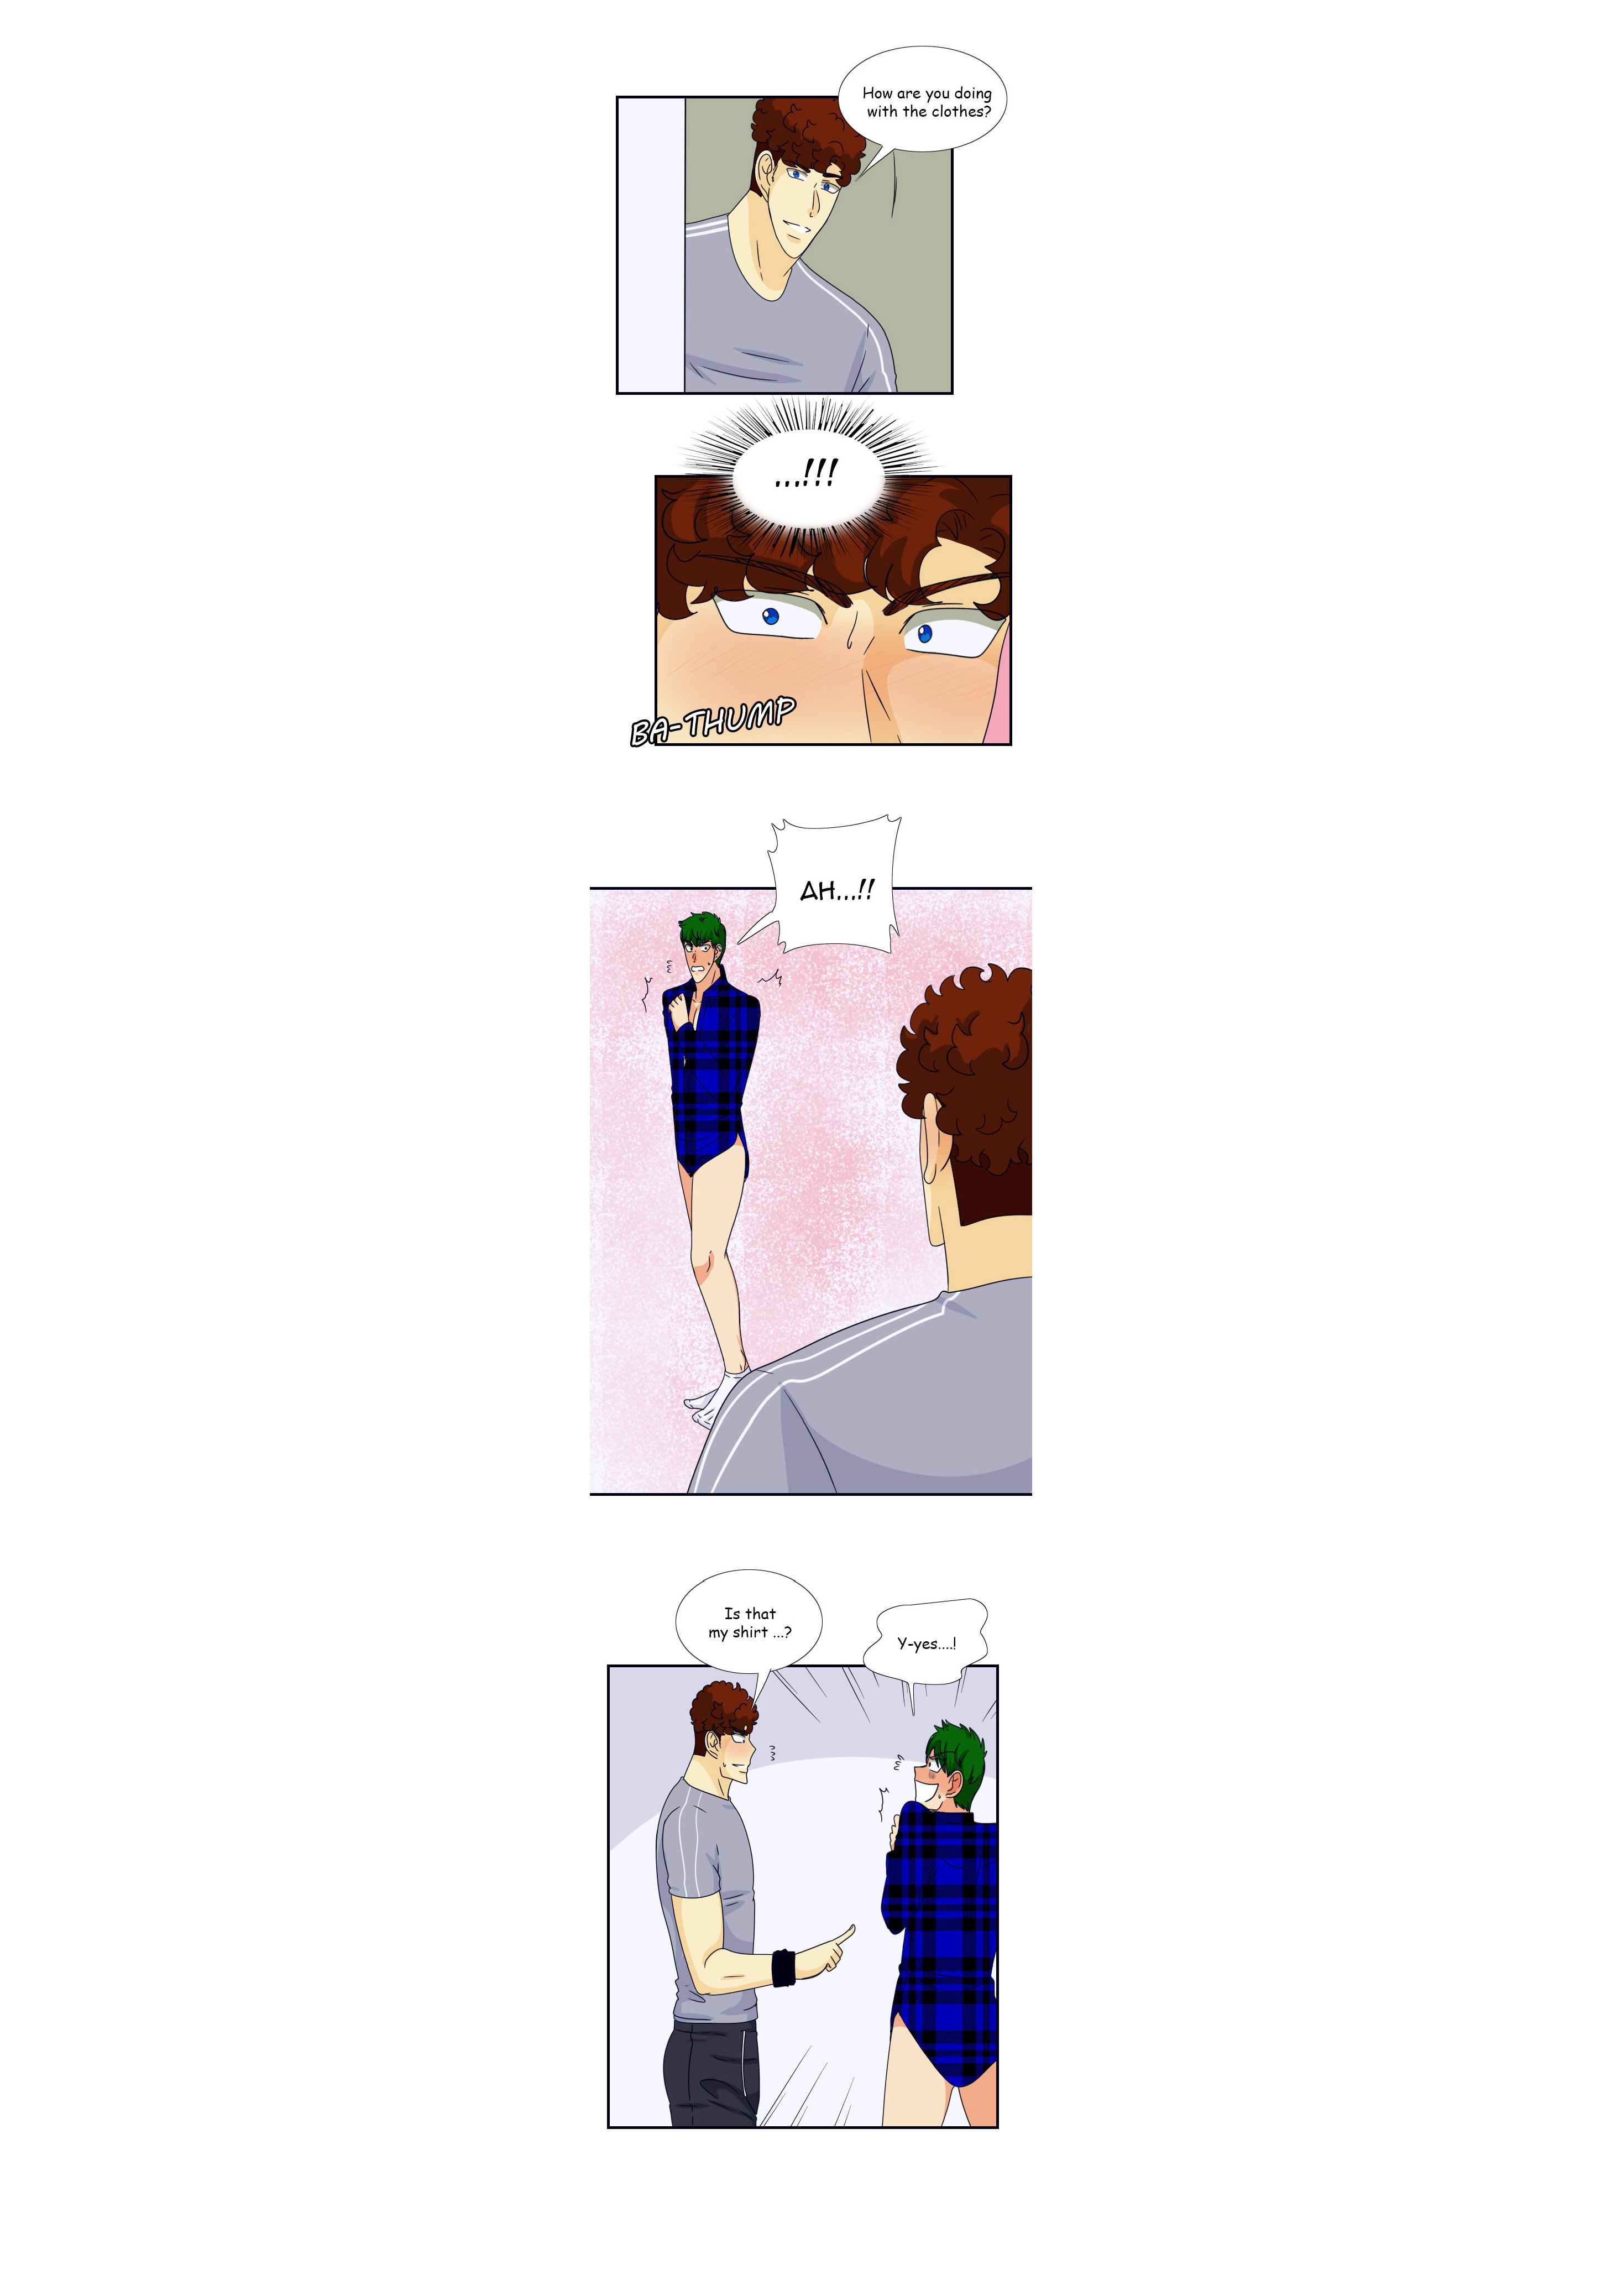 How are you doing
with the clothes?
...!!!
BA-THUMP
AH...!!
Is that
my shirt ...?
Y-yes....!